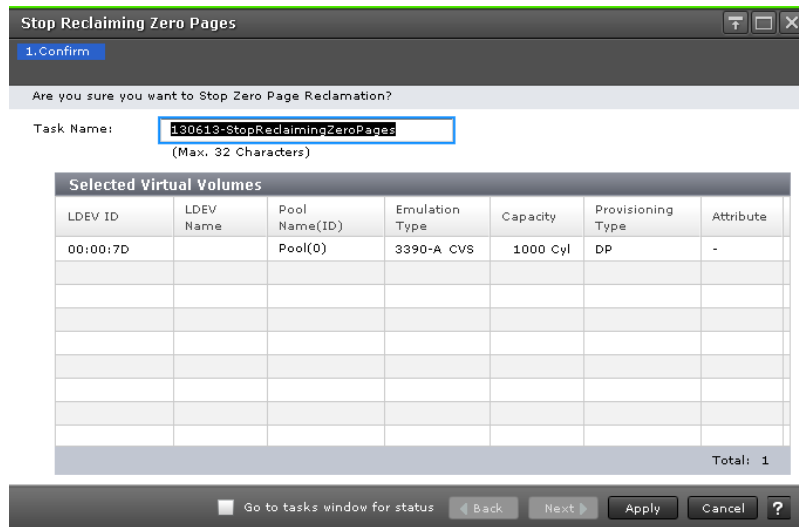 Stop Reclaiming Zero Pages
1.Confirm
Are you sure you want to Stop Zero Page Reclamation?
Task Name: 130613-StopReclaimingZeroPages
(Max. 32 Characters)
Selected Virtual Volumes
LDEV ID LDEV Name Pool Name(ID) Emulation Type Capacity Provisioning Type Attribute
00:00:7D Pool(0) 3390-A CVS 1000 Cyl DP -
Total: 1
Go to tasks window for status Back Next Apply Cancel ?